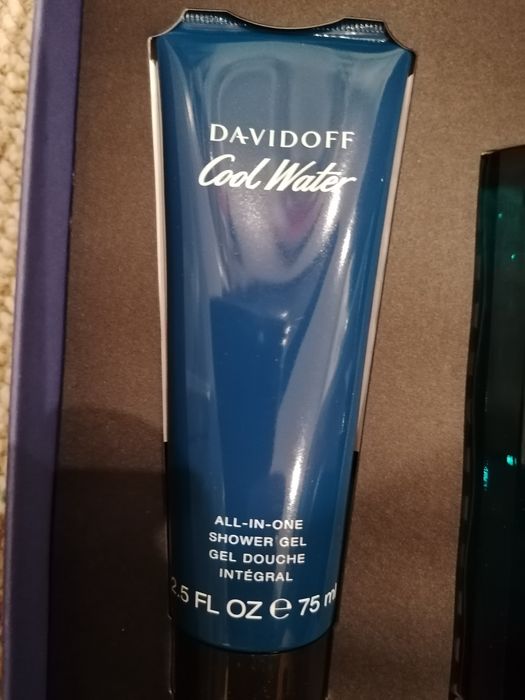 DAVIDOFF
Cool Water
ALL-IN-ONE
SHOWER GEL
GEL DOUCHE
INTÉGRAL
2.5 FL OZ e 75 ml